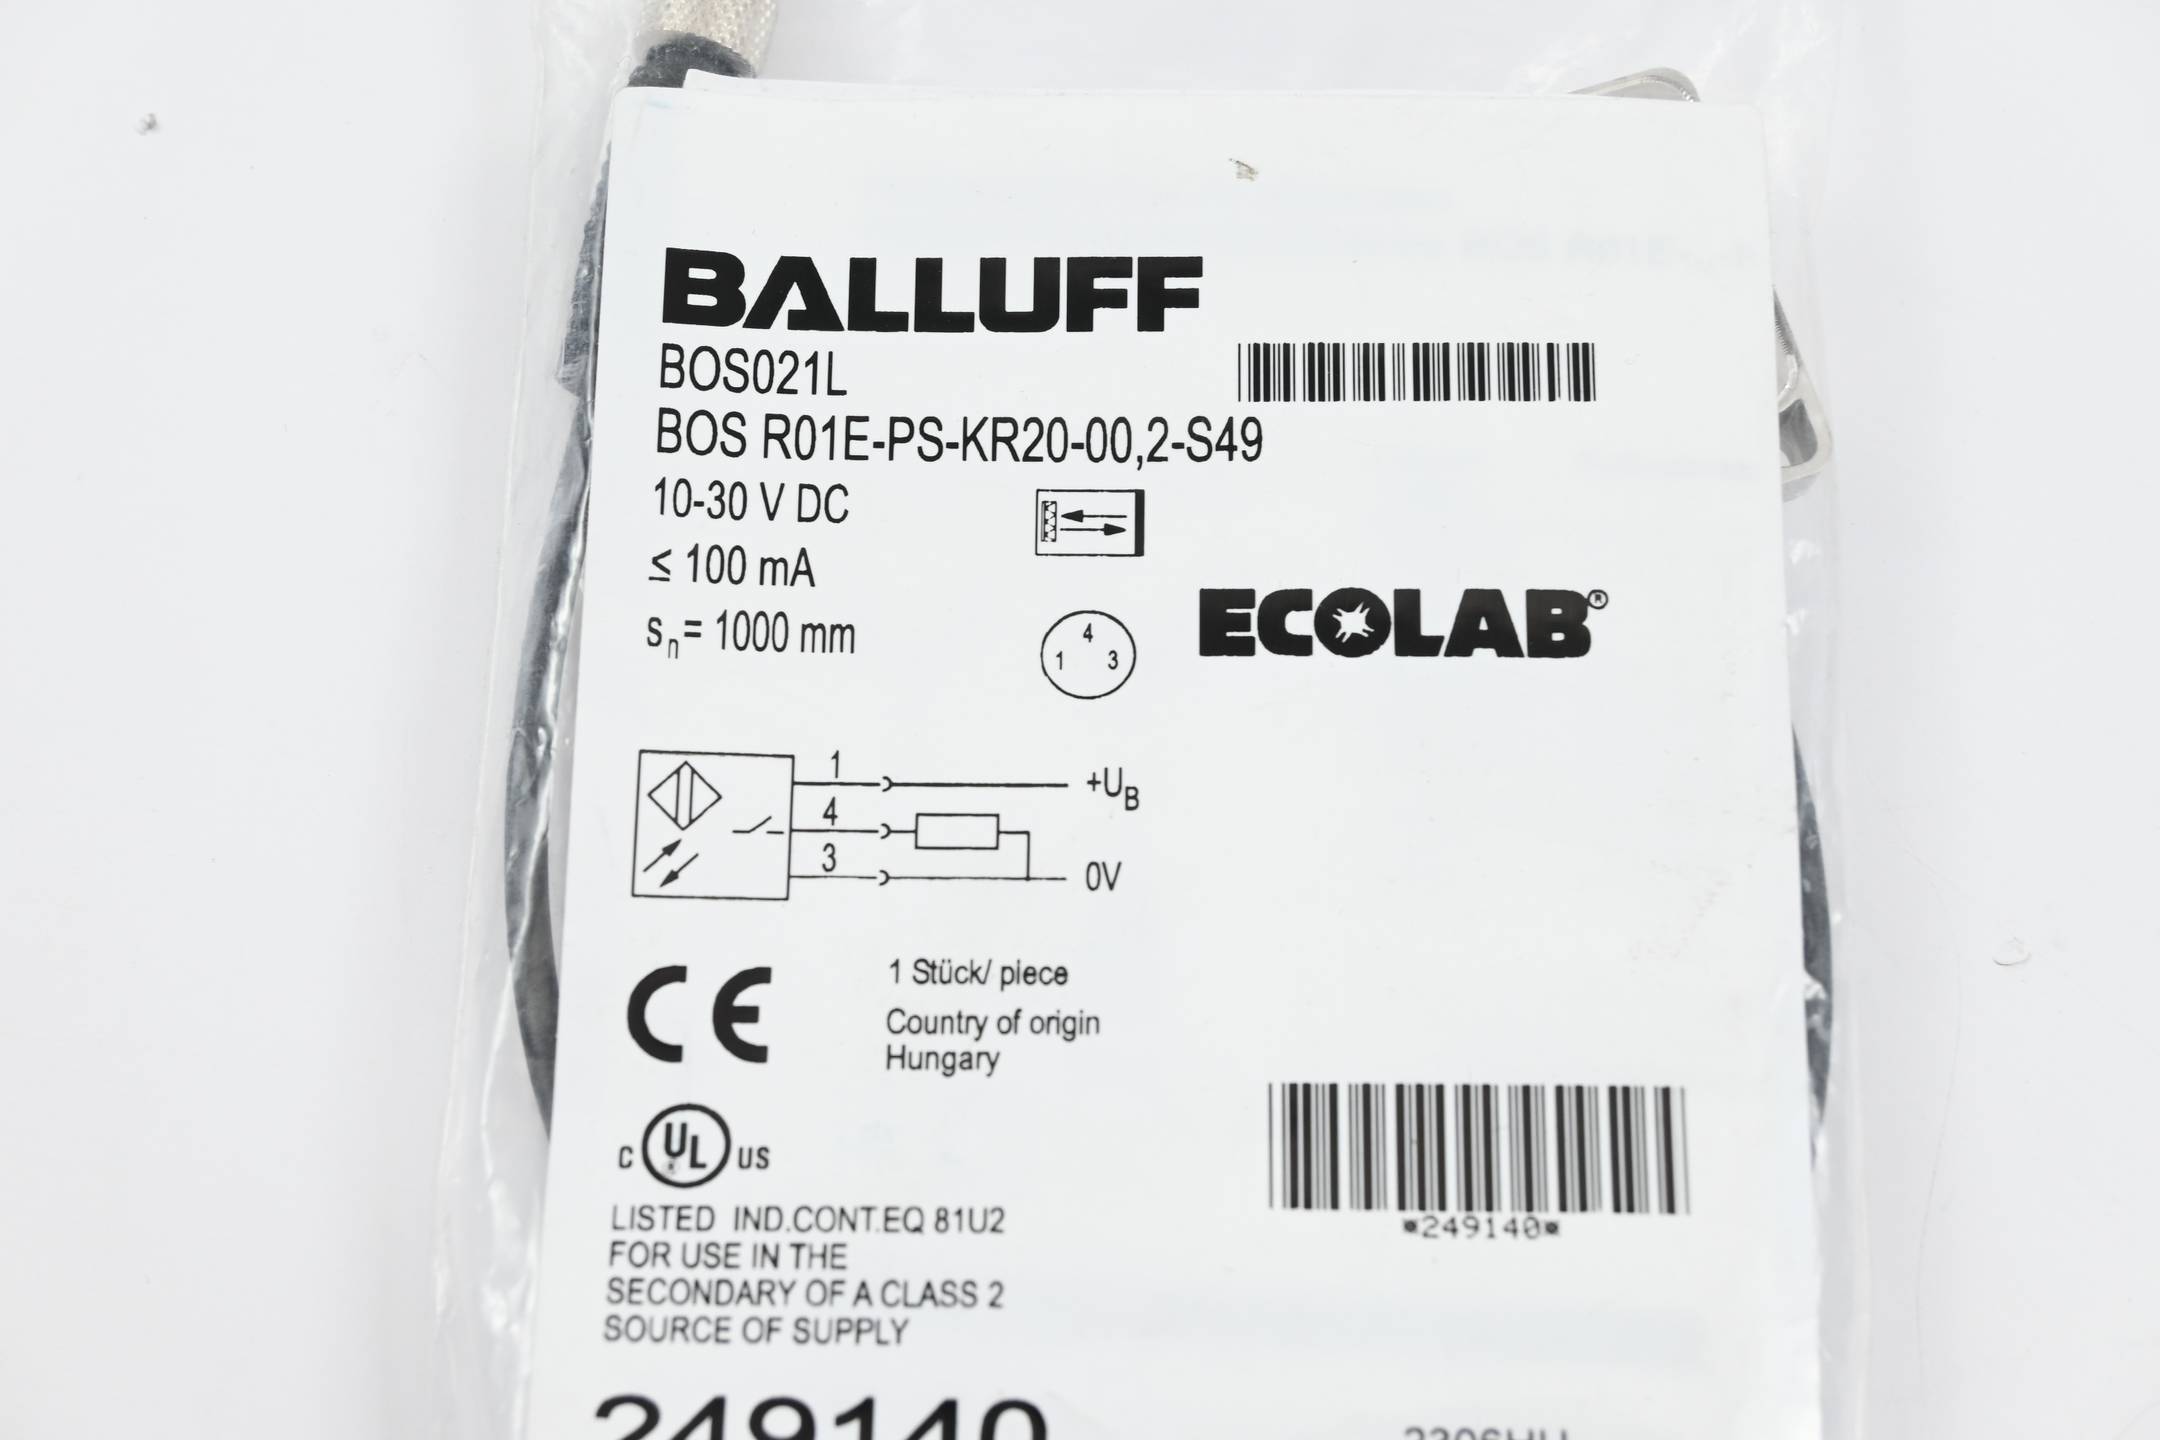 BALLUFF
BOS021L
BOS R01E-PS-KR20-00,2-S49
10-30 V DC
≤ 100 mA
sn= 1000 mm
4
1 3
ECOLAB®
1
+UB
4
3
0V
CE
1 Stück/ piece
Country of origin
Hungary
C UL US
LISTED IND.CONT.EQ 81U2
FOR USE IN THE
SECONDARY OF A CLASS 2
SOURCE OF SUPPLY
*249140*
249140